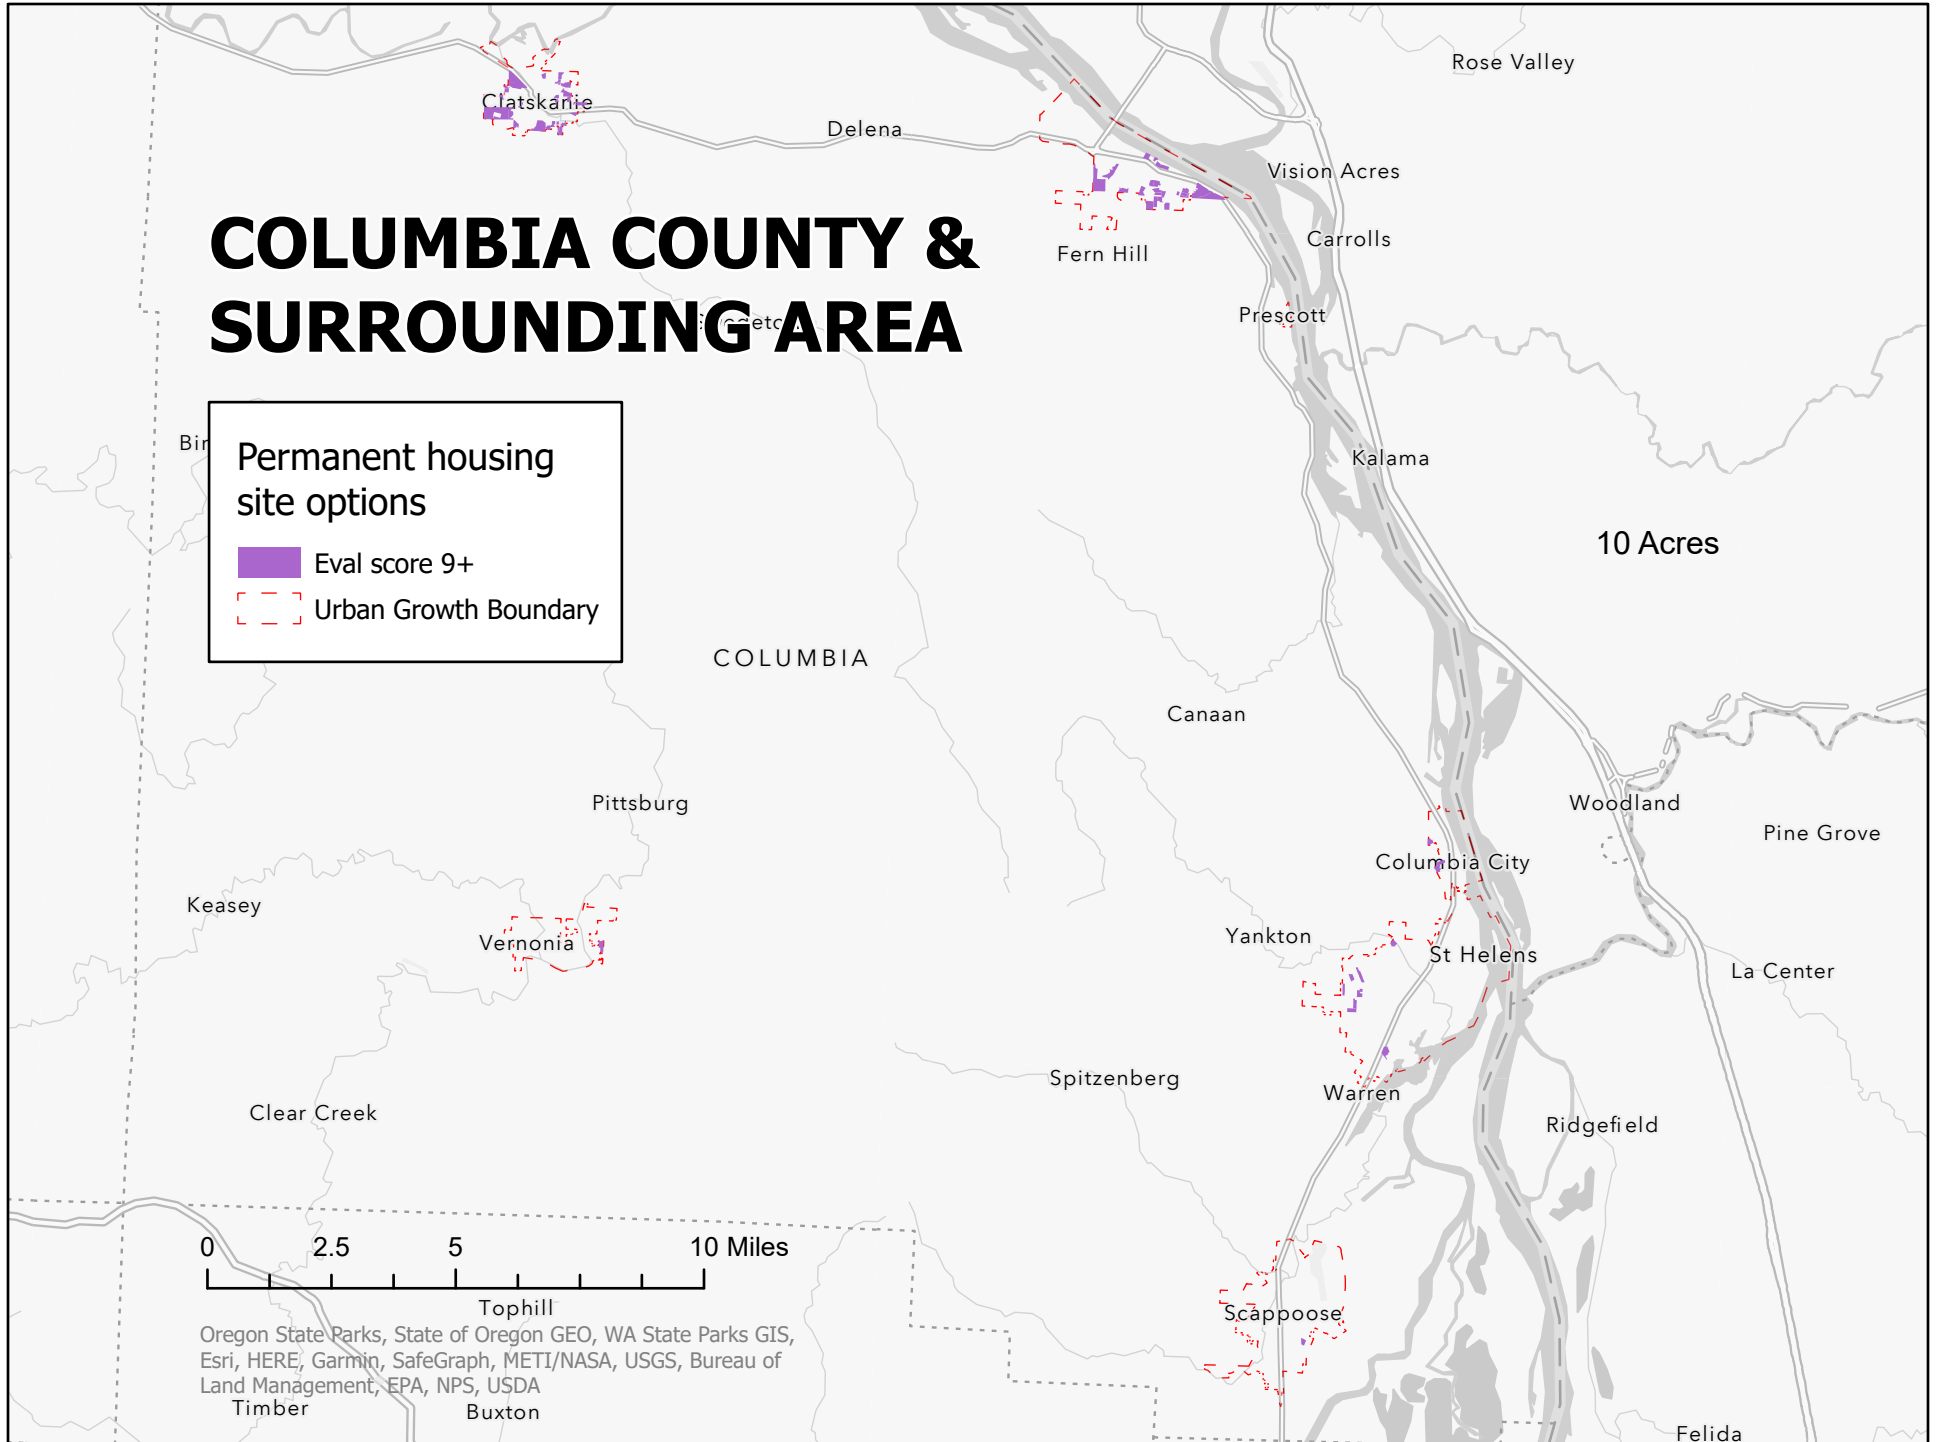 Rose Valley
Clatskanie
Delena
Vision Acres
COLUMBIA COUNTY &
SURROUNDING AREA
Carrolls
Fern Hill
Prescott
Kalama
Permanent housing
site options
Eval score 9+
Urban Growth Boundary
10 Acres
COLUMBIA
Canaan
Pittsburg
Woodland
Pine Grove
Columbia City
Keasey
Vernonia
Yankton
St Helens
La Center
Spitzenberg
Warren
Clear Creek
Ridgefield
0 2.5 5 10 Miles
Tophill
Scappoose
Oregon State Parks, State of Oregon GEO, WA State Parks GIS,
Esri, HERE, Garmin, SafeGraph, METI/NASA, USGS, Bureau of
Land Management, EPA, NPS, USDA
Timber
Buxton
Felida